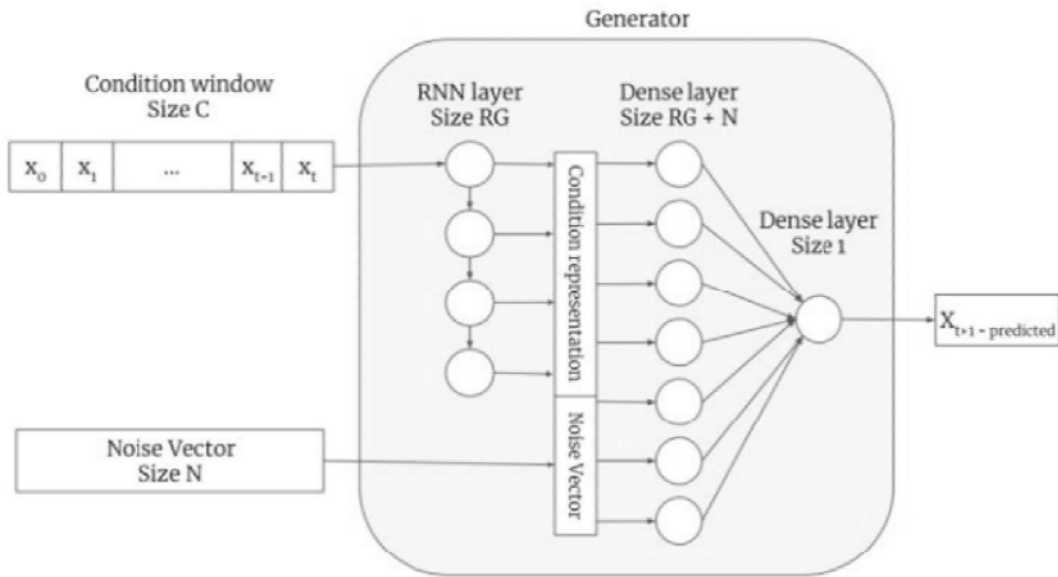 Generator
Condition window
Size C
RNN layer
Size RG
Dense layer
Size RG + N
X₀ X₁ ... Xₜ₋₁ Xₜ
Condition representation
Dense layer
Size 1
Xₜ₊₁ - predicted
Noise Vector
Size N
Noise Vector